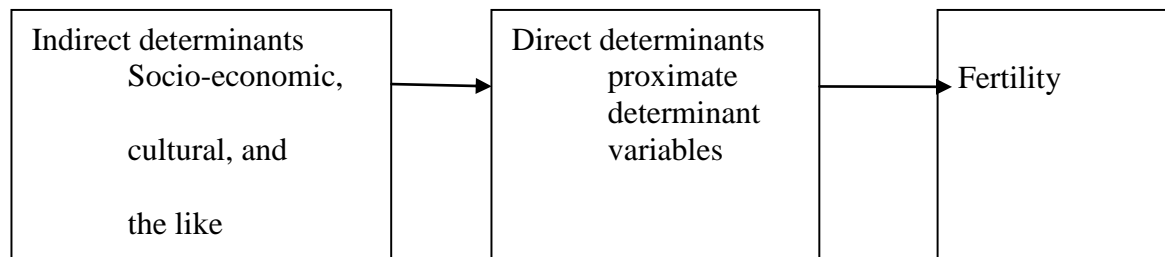 Indirect determinants
Socio-economic,
cultural, and
the like
Direct determinants
proximate
determinant
variables
Fertility